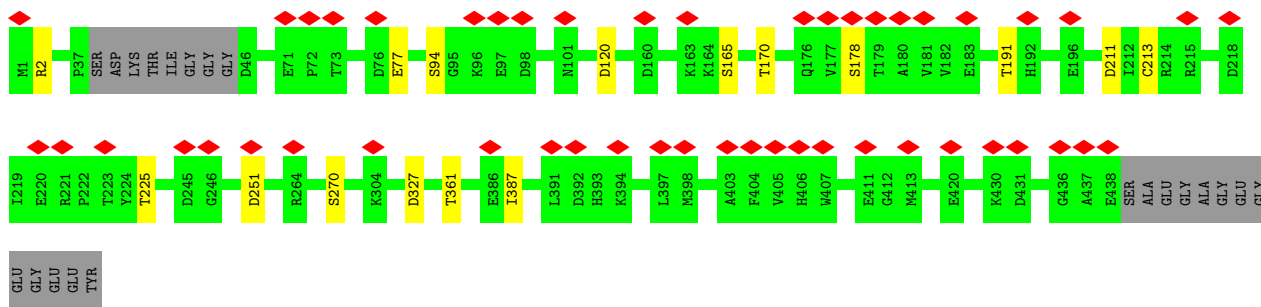 M1 R2 P37 SER ASP LYS THR ILE GLY GLY GLY D46 E71 P72 T73 D76 E77 S94 G95 K96 E97 D98 N101 D120 D160 K163 K164 S165 T170 Q176 V177 S178 T179 A180 V181 V182 E183 T191 H192 E196 D211 I212 C213 R214 R215 D218
I219 E220 R221 P222 T223 Y224 T225 D245 G246 D251 R264 S270 K304 D327 T361 E386 I387 L391 D392 H393 K394 L397 M398 A403 F404 V405 H406 W407 E411 G412 M413 E420 K430 D431 G436 A437 E438 SER ALA GLU GLY ALA GLY GLU GLY
GLU GLY GLU GLU TYR